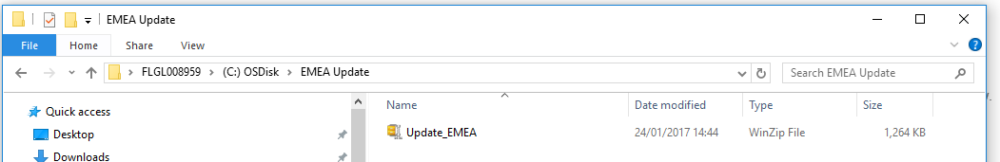 EMEA Update
File Home Share View
FLGL008959 (C:) OSDisk EMEA Update Search EMEA Update
Quick access
Desktop
Downloads
Name Date modified Type Size
Update_EMEA 24/01/2017 14:44 WinZip File 1,264 KB